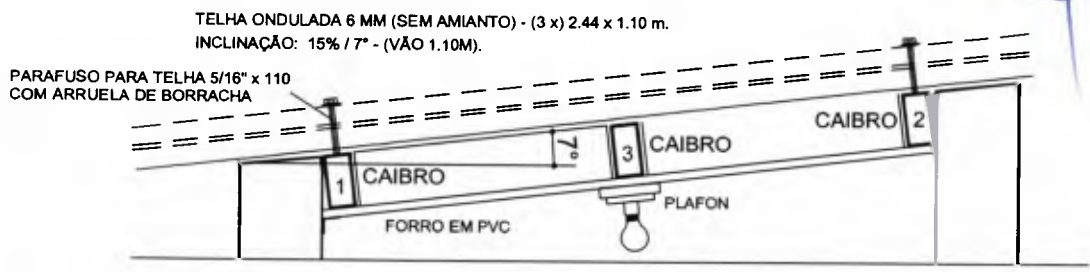 TELHA ONDULADA 6 MM (SEM AMIANTO) - (3 x) 2.44 x 1.10 m.
INCLINAÇÃO: 15% / 7° - (VÃO 1.10M).
PARAFUSO PARA TELHA 5/16" x 110
COM ARRUELA DE BORRACHA
CAIBRO 2
7°
3 CAIBRO
1 CAIBRO
PLAFON
FORRO EM PVC